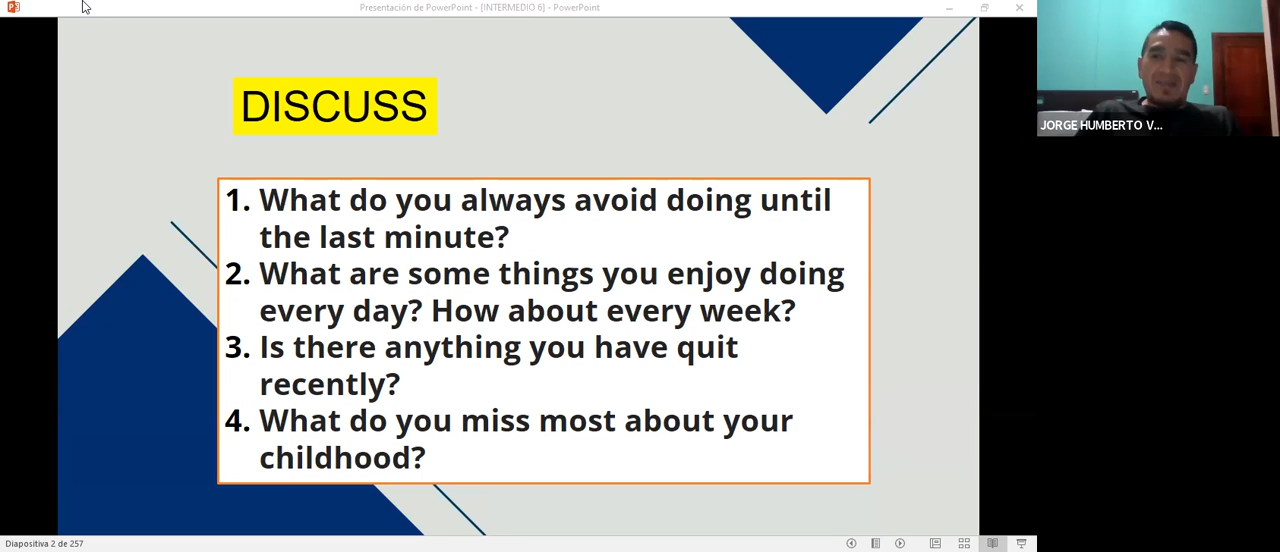 Presentación de PowerPoint - [INTERMEDIO 6] - PowerPoint
DISCUSS
1. What do you always avoid doing until
the last minute?
2. What are some things you enjoy doing
every day? How about every week?
3. Is there anything you have quit
recently?
4. What do you miss most about your
childhood?
JORGE HUMBERTO V...
Diapositiva 2 de 257